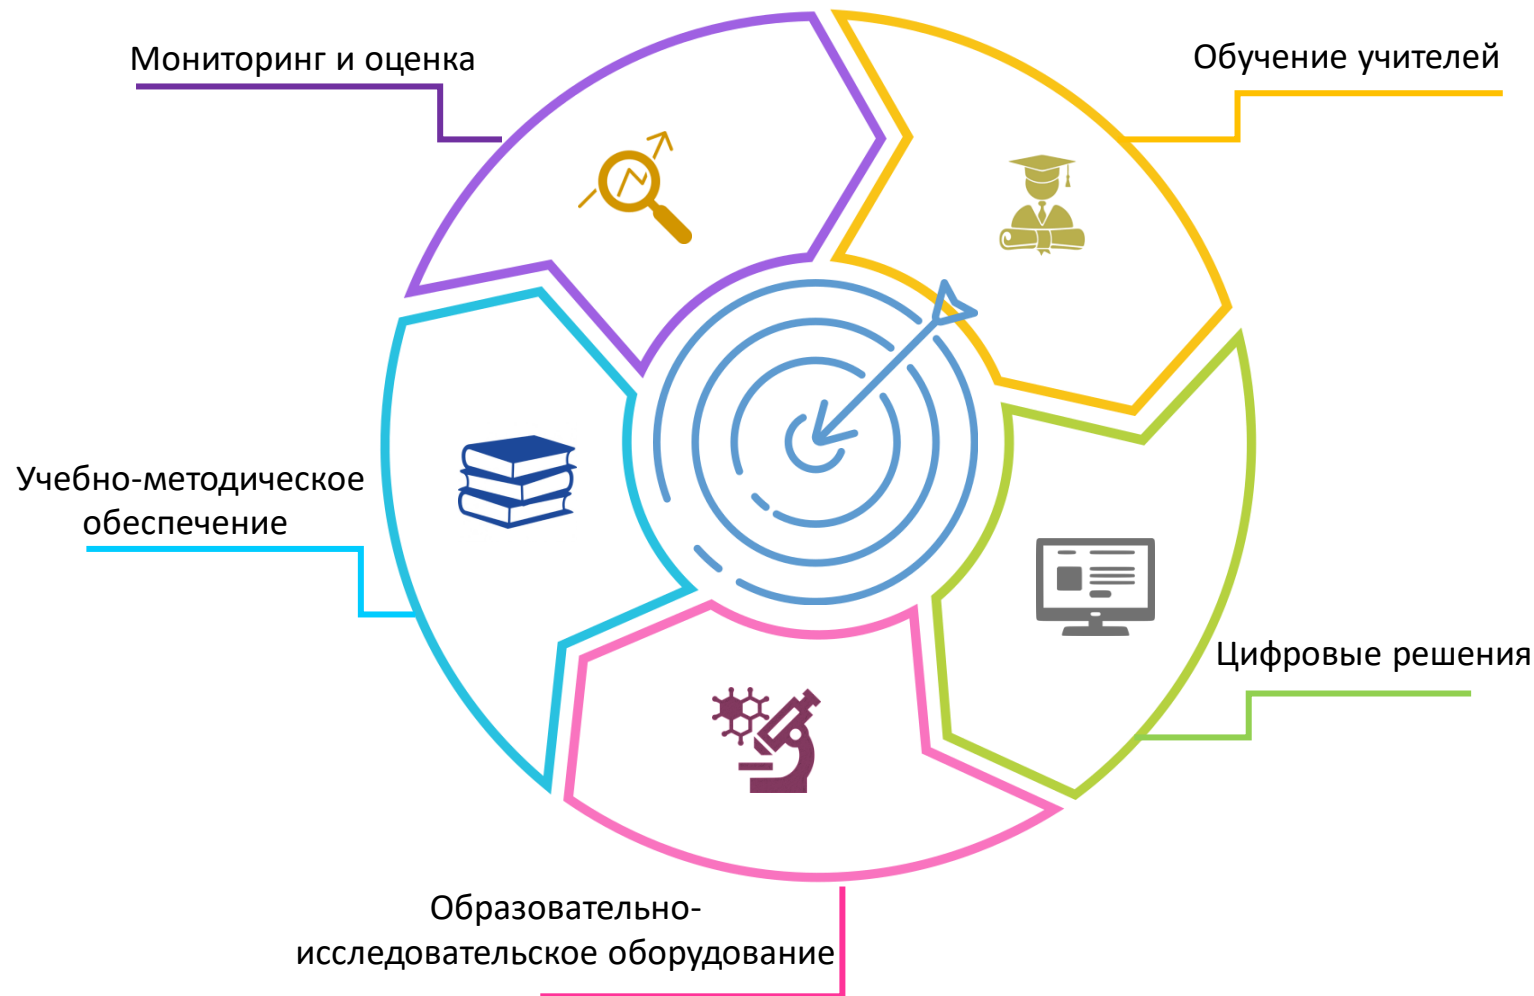 Мониторинг и оценка
Обучение учителей
Учебно-методическое
обеспечение
Цифровые решения
Образовательно-
исследовательское оборудование